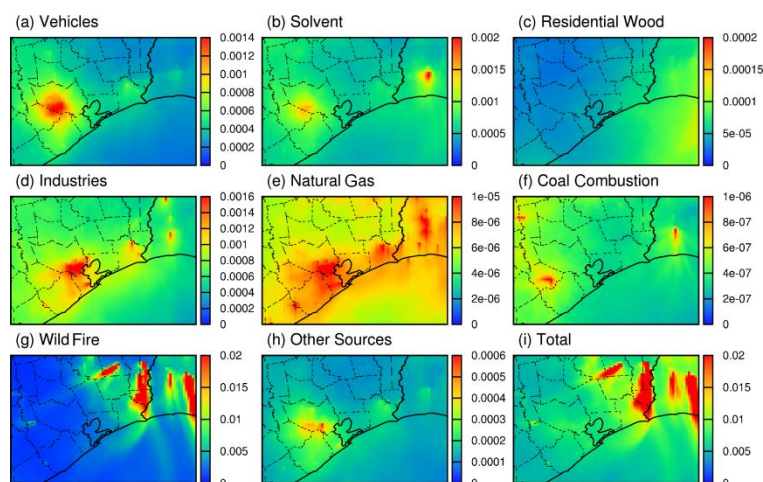 (a) Vehicles
0.0014
0.0012
0.001
0.0008
0.0006
0.0004
0.0002
0
(b) Solvent
0.002
0.0015
0.001
0.0005
0
(c) Residential Wood
0.0002
0.00015
0.0001
5e-05
0
(d) Industries
0.0016
0.0014
0.0012
0.001
0.0008
0.0006
0.0004
0.0002
0
(e) Natural Gas
1e-05
8e-06
6e-06
4e-06
2e-06
0
(f) Coal Combustion
1e-06
8e-07
6e-07
4e-07
2e-07
0
(g) Wild Fire
0.02
0.015
0.01
0.005
0
(h) Other Sources
0.0006
0.0005
0.0004
0.0003
0.0002
0.0001
0
(i) Total
0.02
0.015
0.01
0.005
0